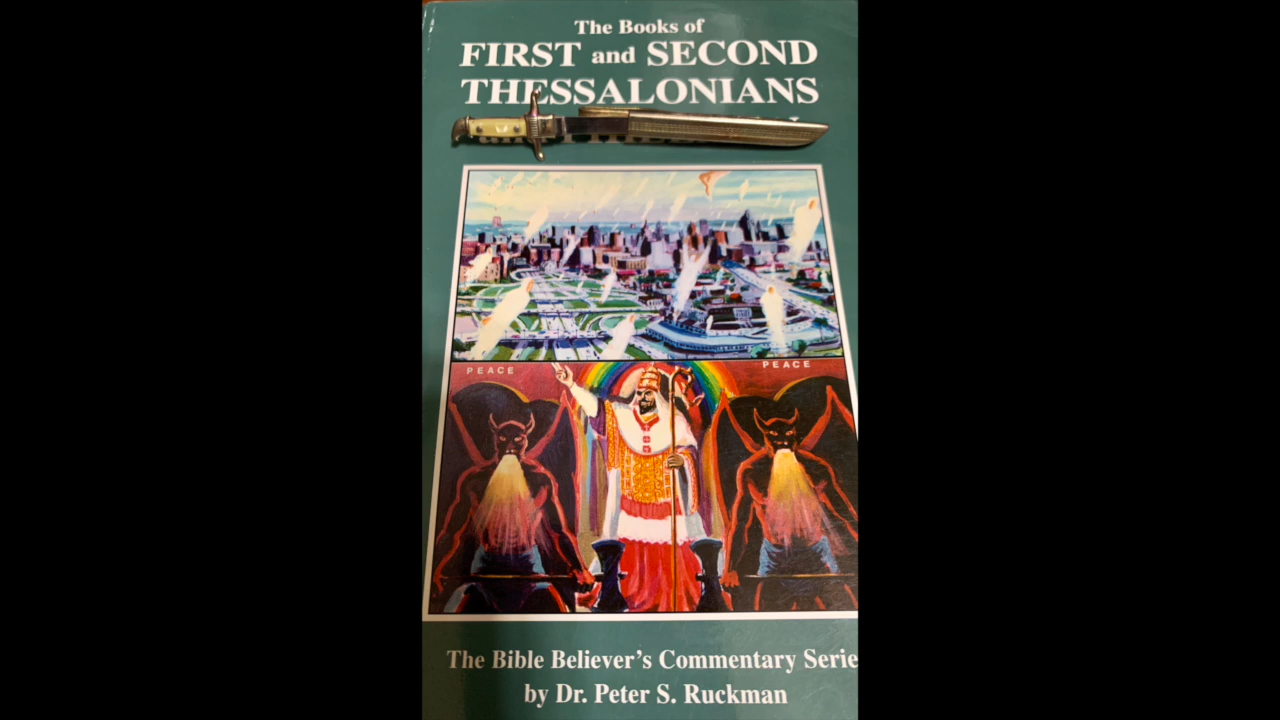 The Books of
FIRST and SECOND
THESSALONIANS
PEACE
PEACE
The Bible Believer's Commentary Serie
by Dr. Peter S. Ruckman